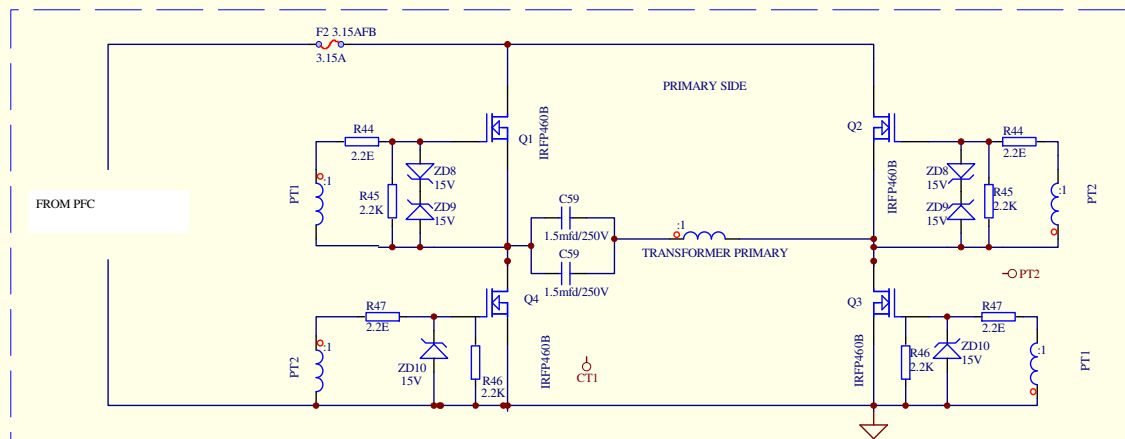 F2 3.15AFB
3.15A
PRIMARY SIDE
R44
2.2E
Q1
IRFP460B
Q2
IRFP460B
R44
2.2E
PT1
:1
R45
2.2K
ZD8
15V
ZD9
15V
ZD8
15V
ZD9
15V
R45
2.2K
:1
PT2
FROM PFC
C59
1.5mfd/250V
C59
1.5mfd/250V
:1
TRANSFORMER PRIMARY
PT2
R47
2.2E
Q4
IRFP460B
Q3
IRFP460B
R47
2.2E
PT2
:1
ZD10
15V
R46
2.2K
CT1
R46
2.2K
ZD10
15V
:1
PT1